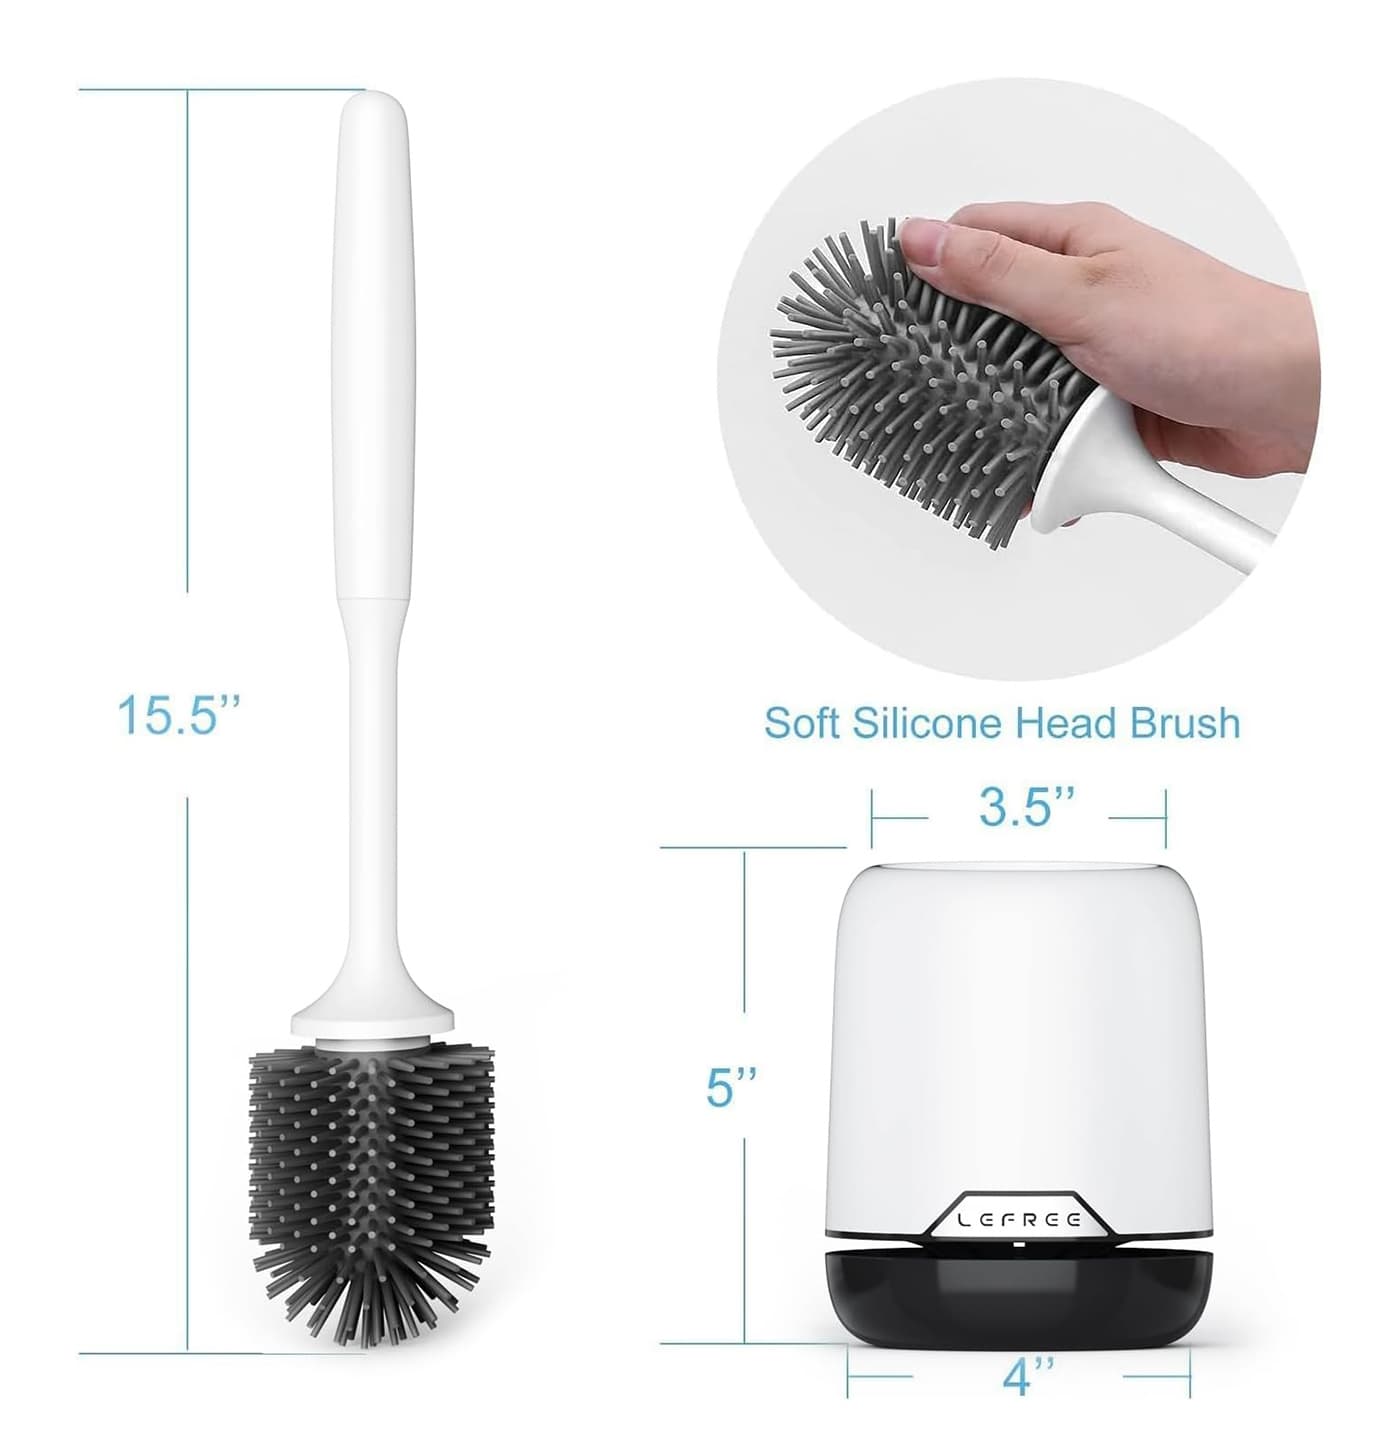 15.5’’
Soft Silicone Head Brush
3.5’’
5’’
LEFREE
4’’